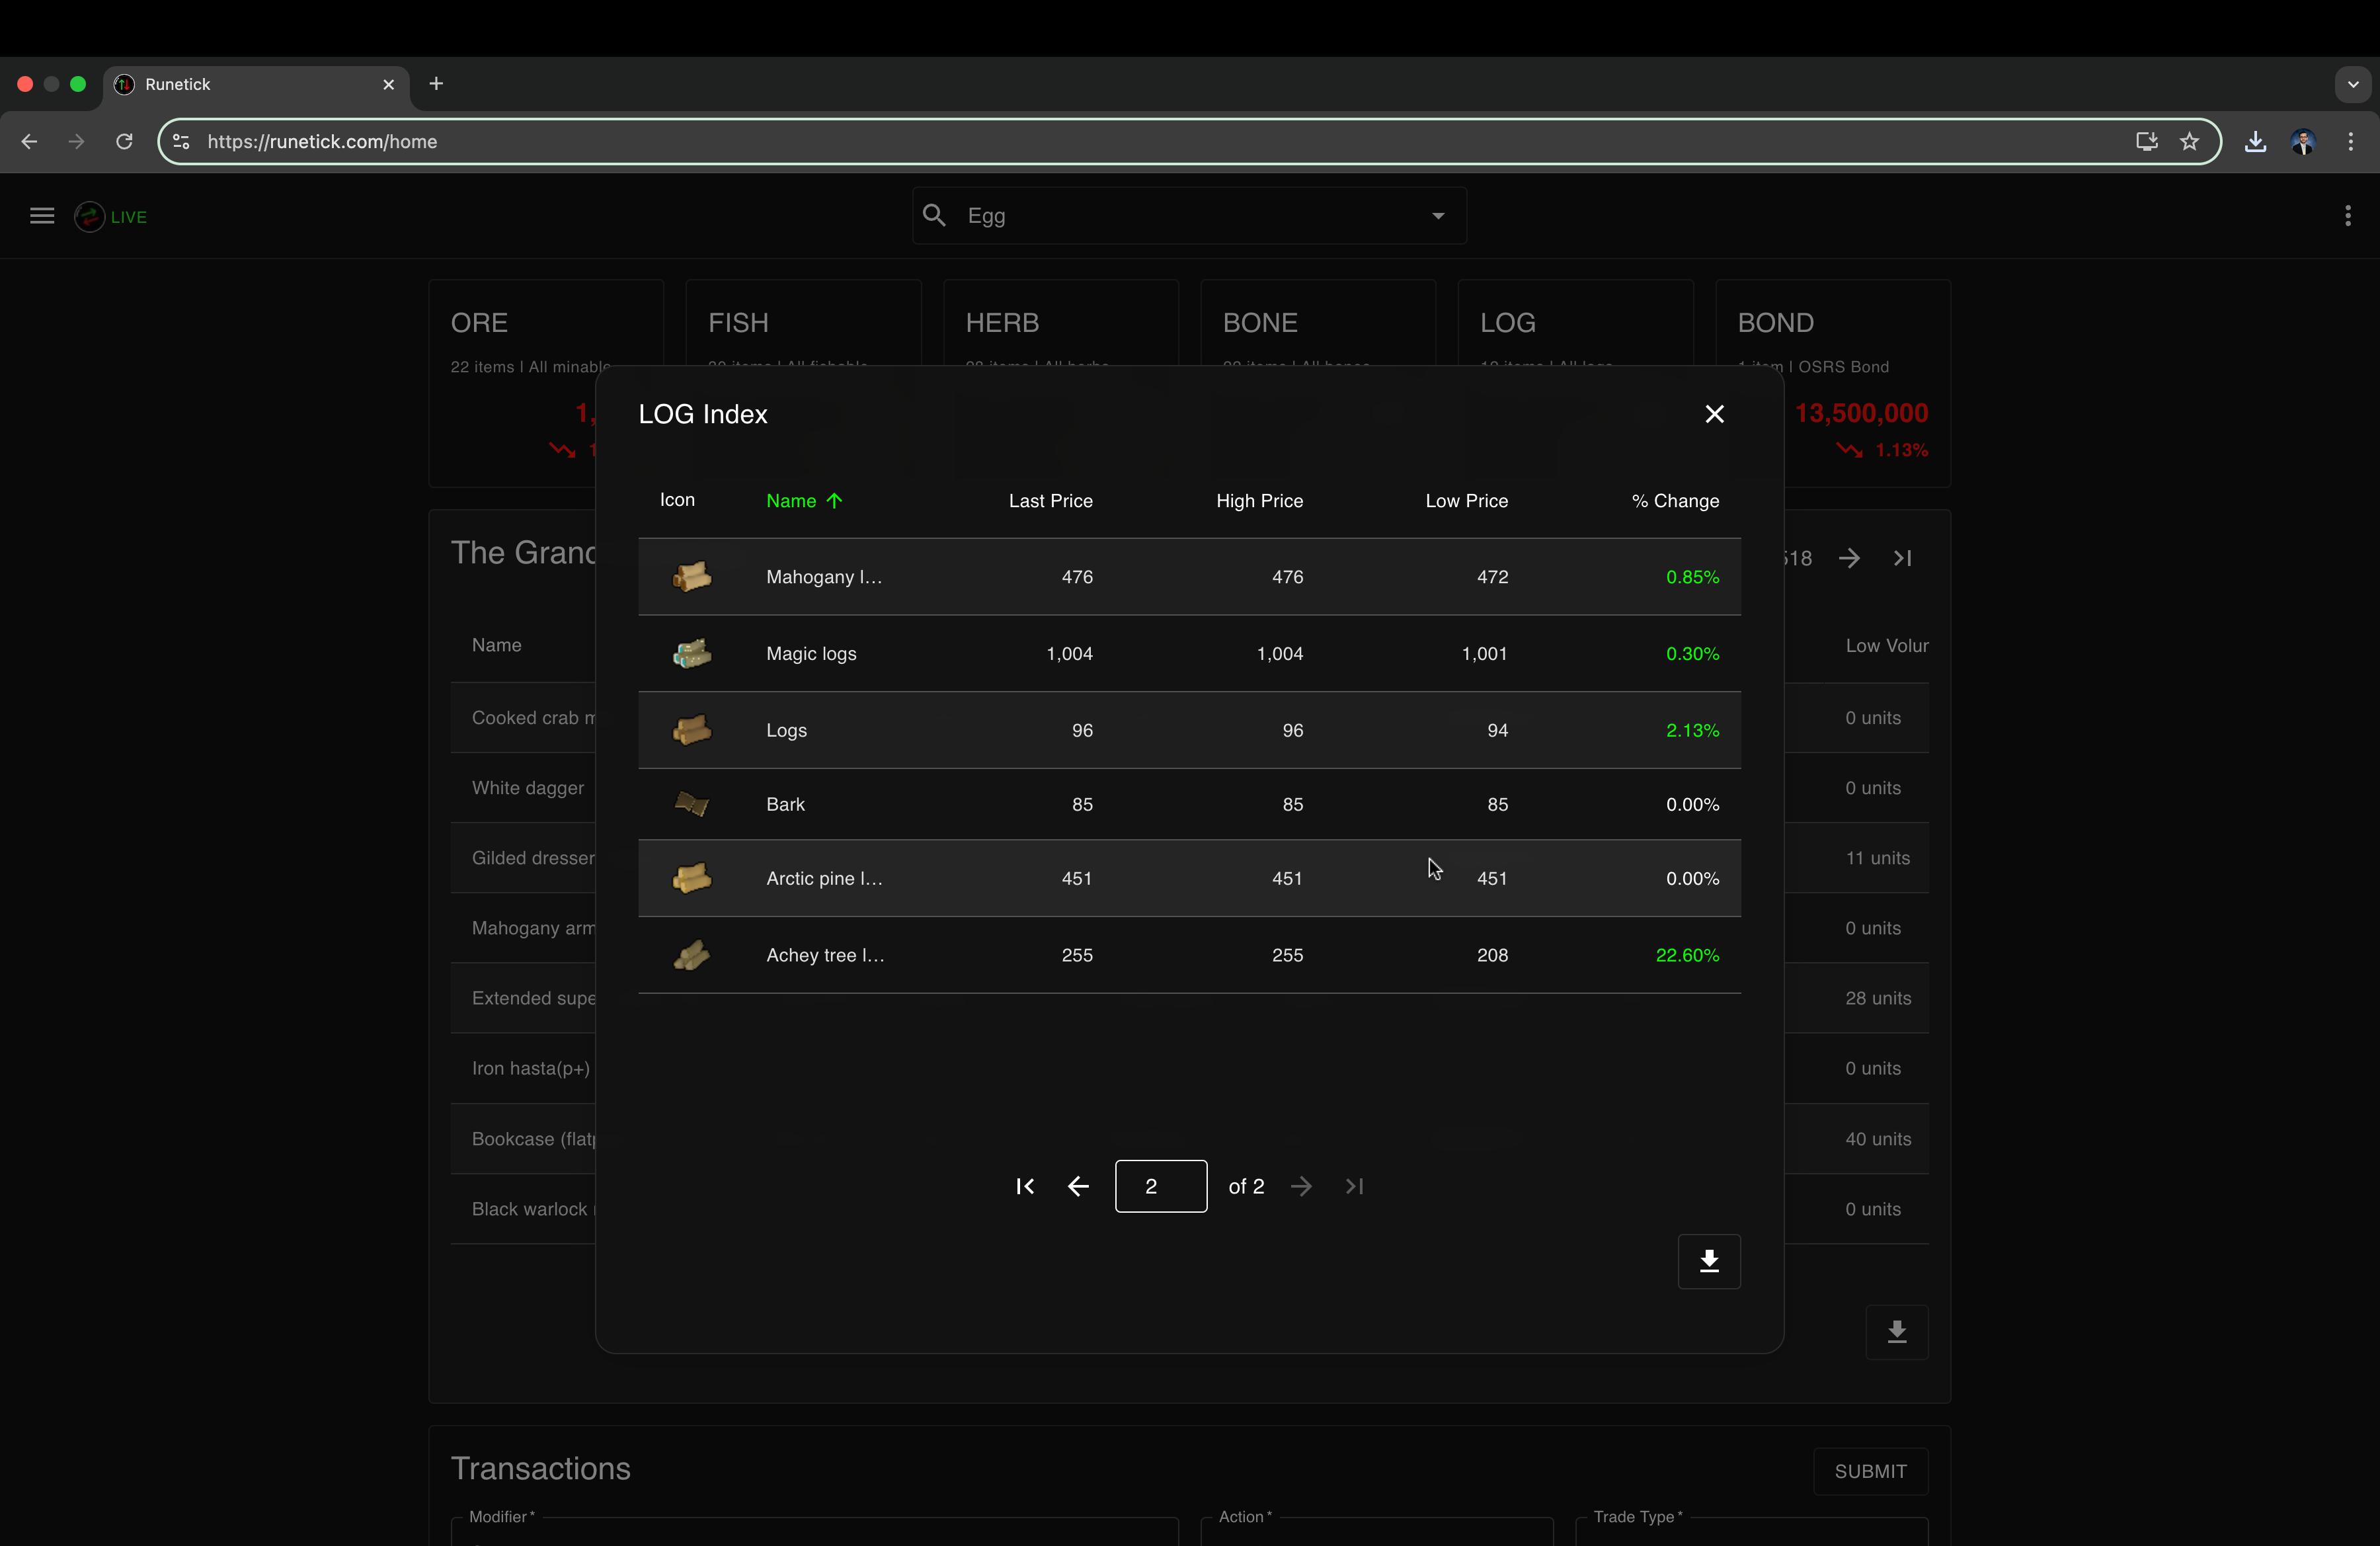 Runetick
https://runetick.com/home
LIVE
Egg
ORE
FISH
HERB
BONE
LOG
BOND
22 items | All minable
28 items | All herbs
1 item | OSRS Bond
13,500,000
1.13%
LOG Index
Icon Name Last Price High Price Low Price % Change
Mahogany l... 476 476 472 0.85%
Magic logs 1,004 1,004 1,001 0.30%
Logs 96 96 94 2.13%
Bark 85 85 85 0.00%
Arctic pine l... 451 451 451 0.00%
Achey tree l... 255 255 208 22.60%
2 of 2
The Grand
518
Name
Low Volur
Cooked crab m
0 units
White dagger
0 units
Gilded dresser
11 units
Mahogany arm
0 units
Extended supe
28 units
Iron hasta(p+)
0 units
Bookcase (flatp
40 units
Black warlock
0 units
Transactions
SUBMIT
Modifier*
Action*
Trade Type*